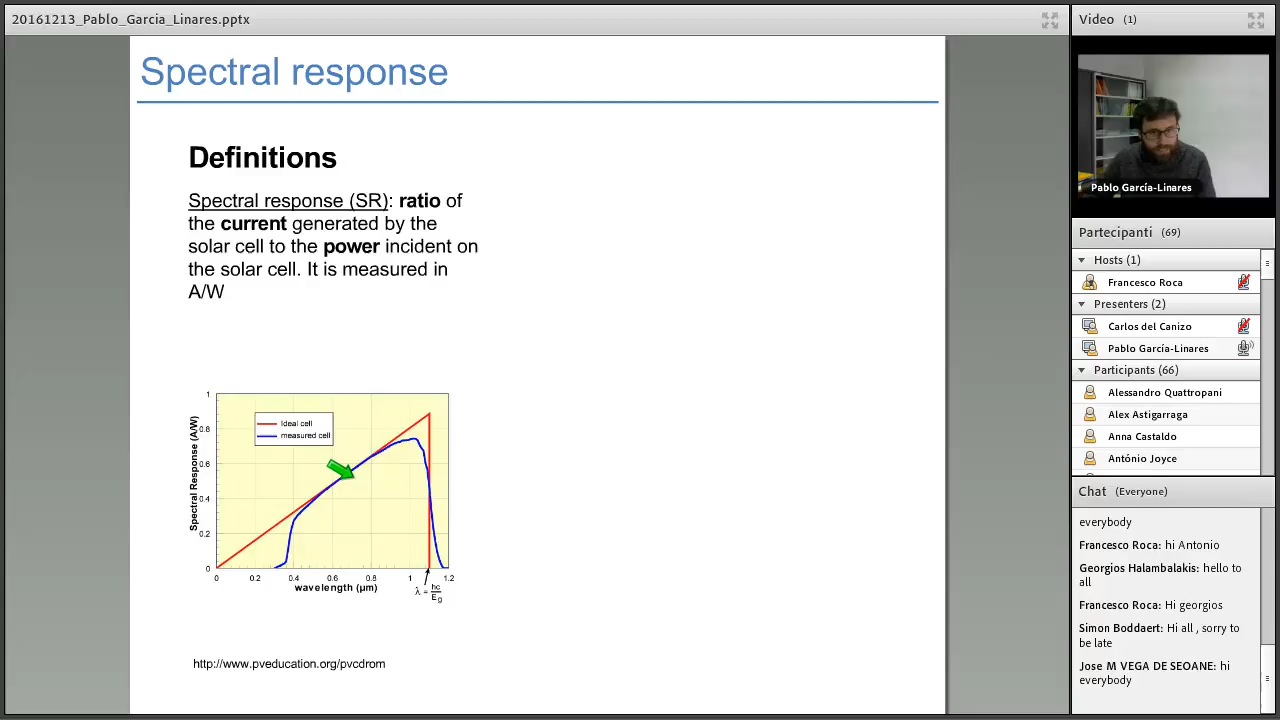 20161213_Pablo_Garcia_Linares.pptx
Spectral response
Definitions
Spectral response (SR): ratio of
the current generated by the
solar cell to the power incident on
the solar cell. It is measured in
A/W
1
0.8
0.6
0.4
0.2
0
Spectral Response (A/W)
Ideal cell
measured cell
0 0.2 0.4 0.6 0.8 1 1.2
wavelength (µm)
λ = hc
Eg
http://www.pveducation.org/pvcdrom
Video (1)
Pablo García-Linares
Partecipanti (69)
Hosts (1)
Francesco Roca
Presenters (2)
Carlos del Canizo
Pablo García-Linares
Participants (66)
Alessandro Quattropani
Alex Astigarraga
Anna Castaldo
António Joyce
Chat (Everyone)
everybody
Francesco Roca: hi Antonio
Georgios Halambalakis: hello to
all
Francesco Roca: Hi georgios
Simon Boddaert: Hi all , sorry to
be late
Jose M VEGA DE SEOANE: hi
everybody